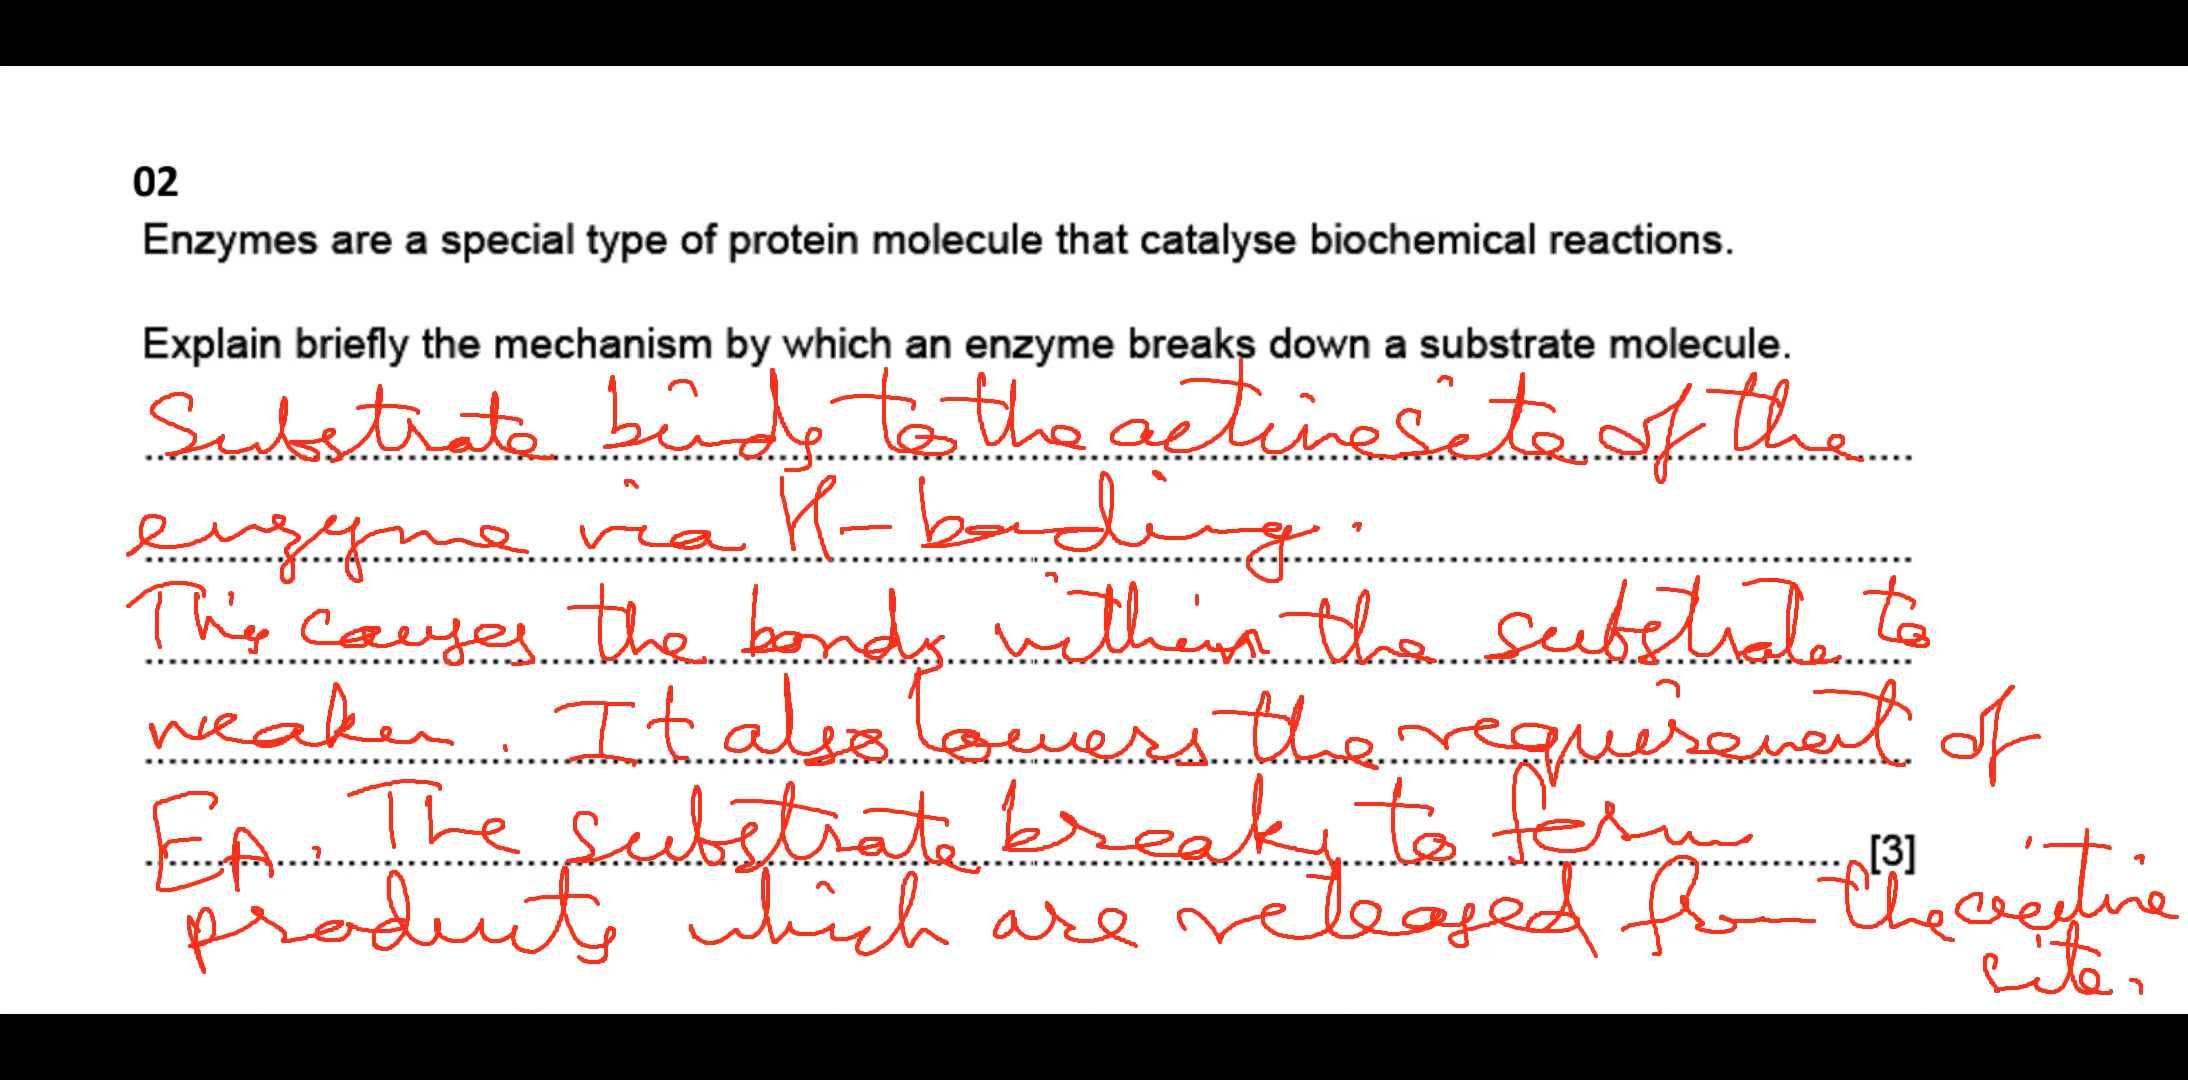 02
Enzymes are a special type of protein molecule that catalyse biochemical reactions.
Explain briefly the mechanism by which an enzyme breaks down a substrate molecule.
Substrate binds to the active site of the
enzyme via H-bonding.
This causes the bonds within the substrate to
weaken. It also lowers the requirement of
EA. The substrate breaks to form
[3]
products which are released from the active
site.